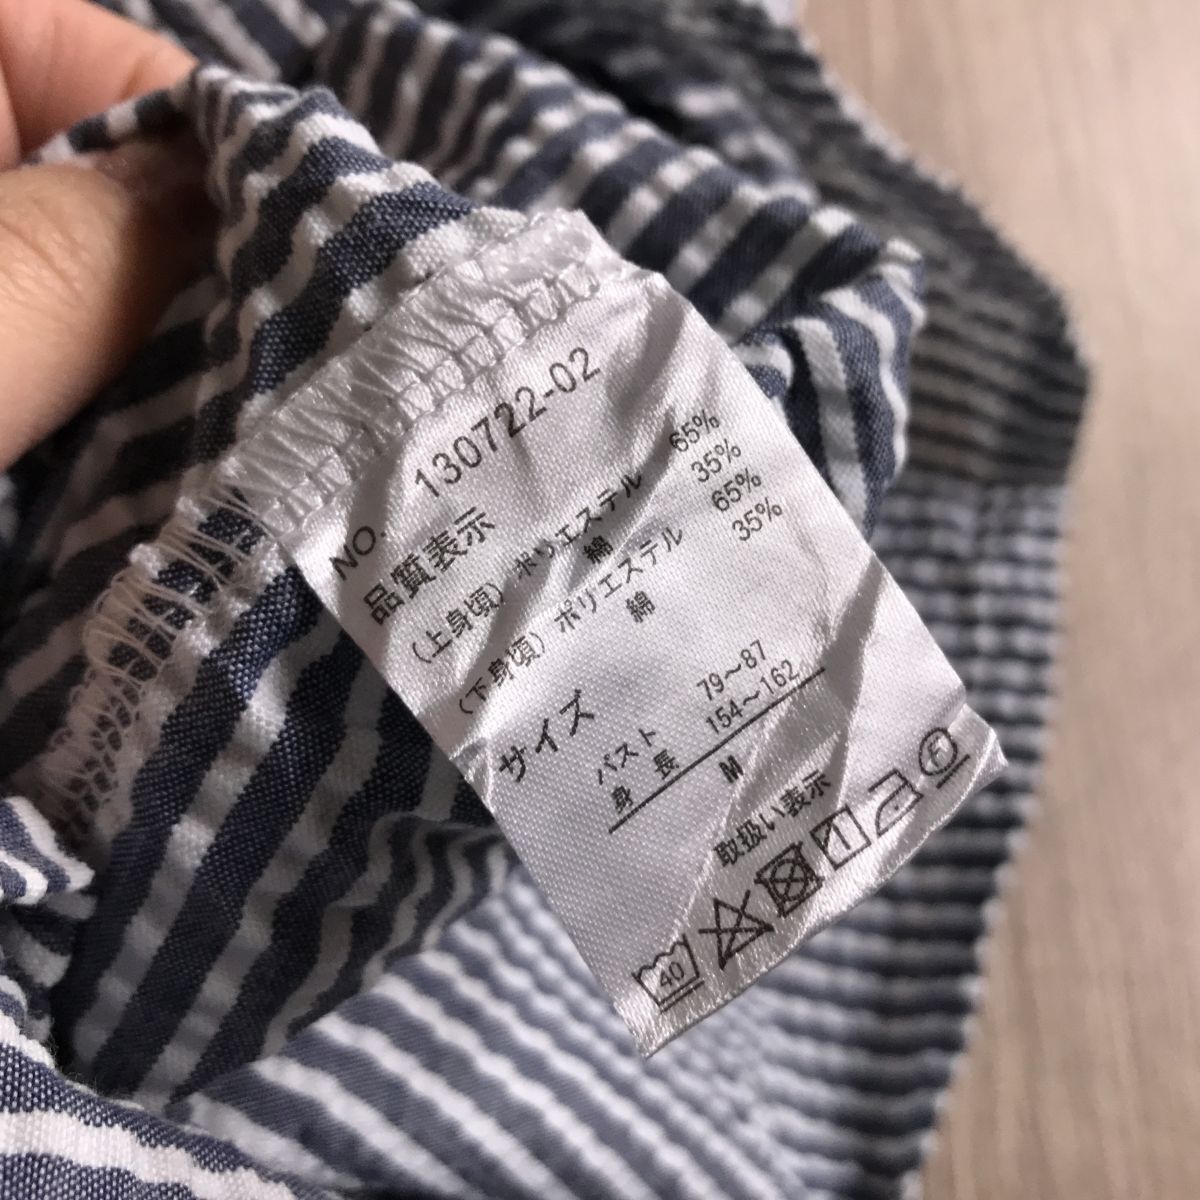 NO. 130722-02
品質表示
(上身頃) ポリエステル 65%
綿 35%
(下身頃) ポリエステル 65%
綿 35%
サイズ
バスト 79～87
身長 154～162
M
取扱い表示
40 1 F